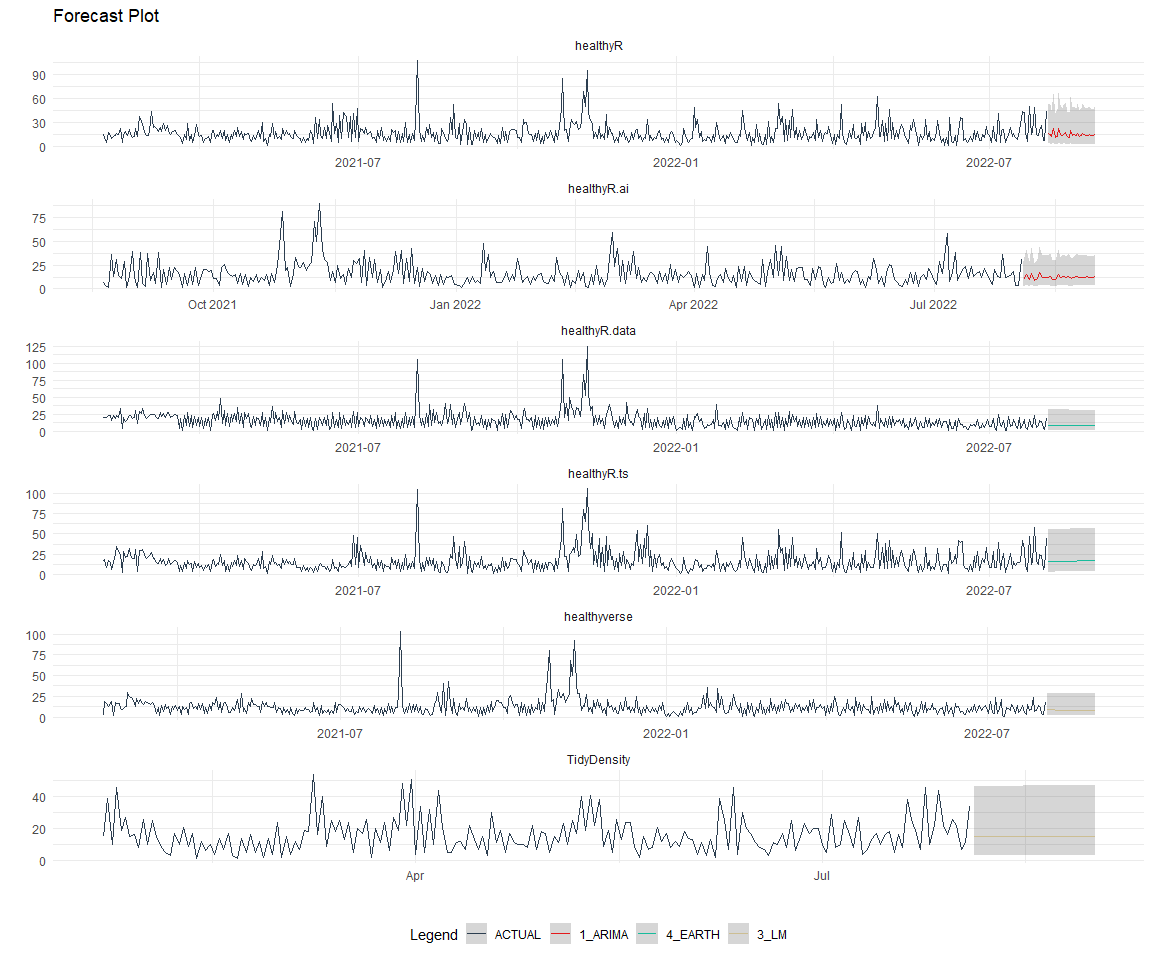 Forecast Plot
healthyR
90
60
30
0
2021-07 2022-01 2022-07
healthyR.ai
75
50
25
0
Oct 2021 Jan 2022 Apr 2022 Jul 2022
healthyR.data
125
100
75
50
25
0
2021-07 2022-01 2022-07
healthyR.ts
100
75
50
25
0
2021-07 2022-01 2022-07
healthyverse
100
75
50
25
0
2021-07 2022-01 2022-07
TidyDensity
40
20
0
Apr Jul
Legend ACTUAL 1_ARIMA 4_EARTH 3_LM